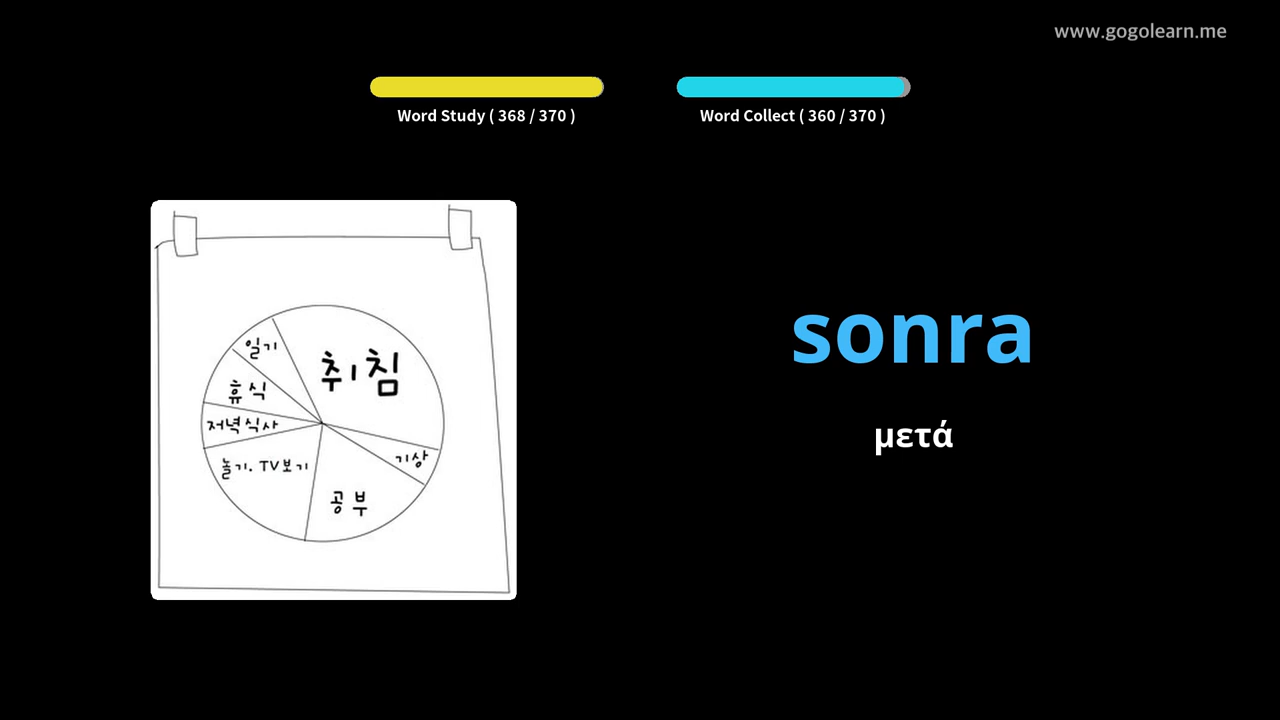 www.gogolearn.me
Word Study ( 368 / 370 )
Word Collect ( 360 / 370 )
일기
취침
휴식
저녁식사
놀기. TV보기
기상
공부
sonra
μετά